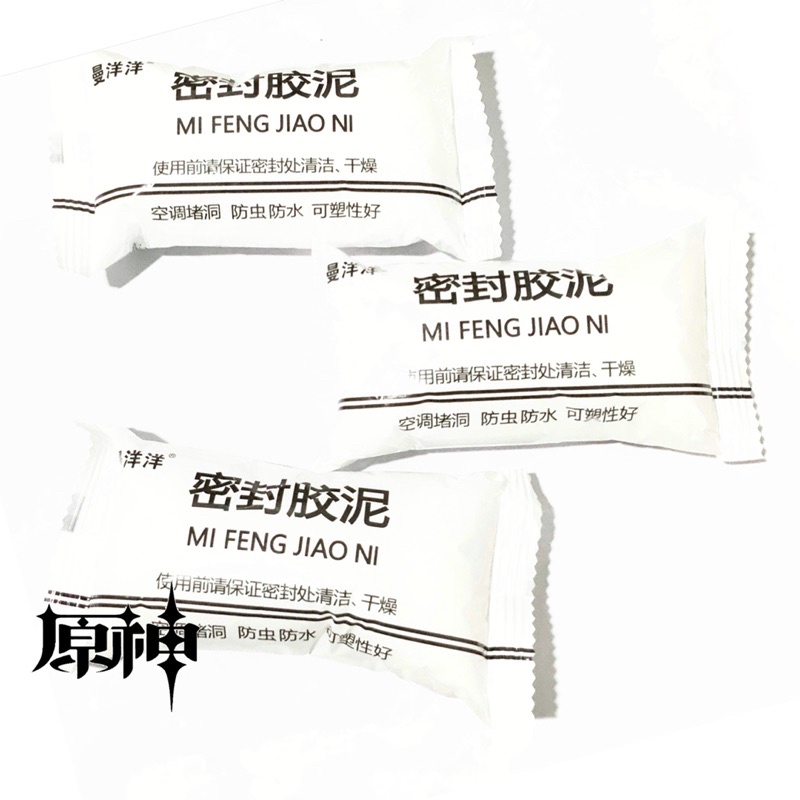 曼洋洋
密封胶泥
MI FENG JIAO NI
使用前请保证密封处清洁、干燥
空调堵洞 防虫防水 可塑性好
曼洋洋
密封胶泥
MI FENG JIAO NI
使用前请保证密封处清洁、干燥
空调堵洞 防虫防水 可塑性好
曼洋洋®
密封胶泥
MI FENG JIAO NI
使用前请保证密封处清洁、干燥
空调堵洞 防虫防水 可塑性好
原神